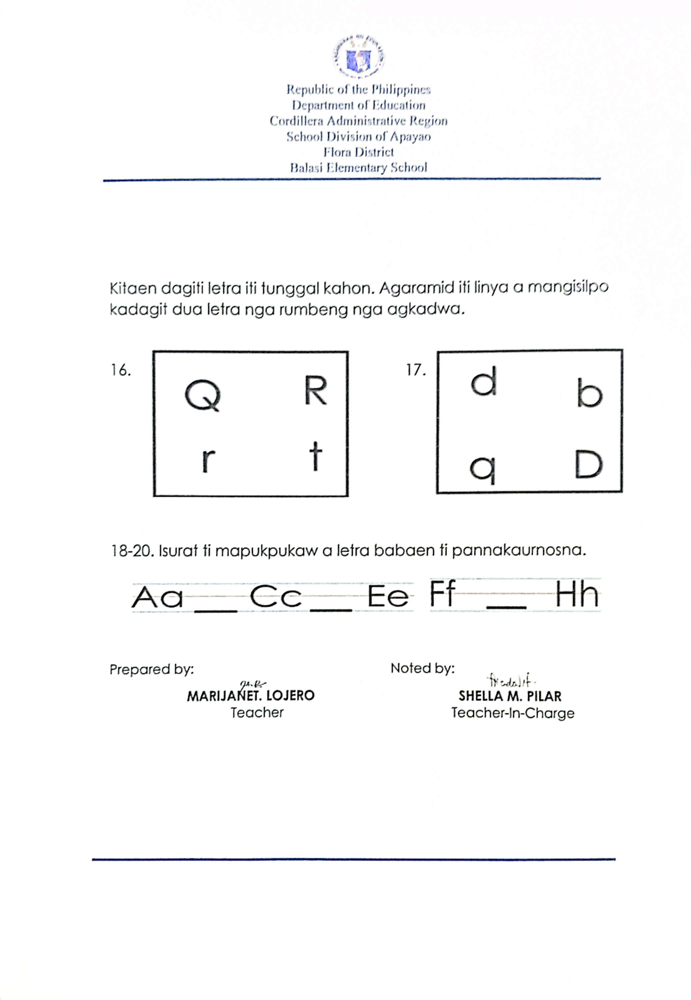 Republic of the Philippines
Department of Education
Cordillera Administrative Region
School Division of Apayao
Flora District
Balasi Elementary School
Kitaen dagiti letra iti tunggal kahon. Agaramid iti linya a mangisilpo
kadagit dua letra nga rumbeng nga agkadwa.
16.
Q R
r t
17.
d b
q D
18-20. Isurat ti mapukpukaw a letra babaen ti pannakaurnosna.
Aa ___ Cc ___ Ee Ff ___ Hh
Prepared by:
MARIJANET. LOJERO
Teacher
Noted by:
SHELLA M. PILAR
Teacher-In-Charge